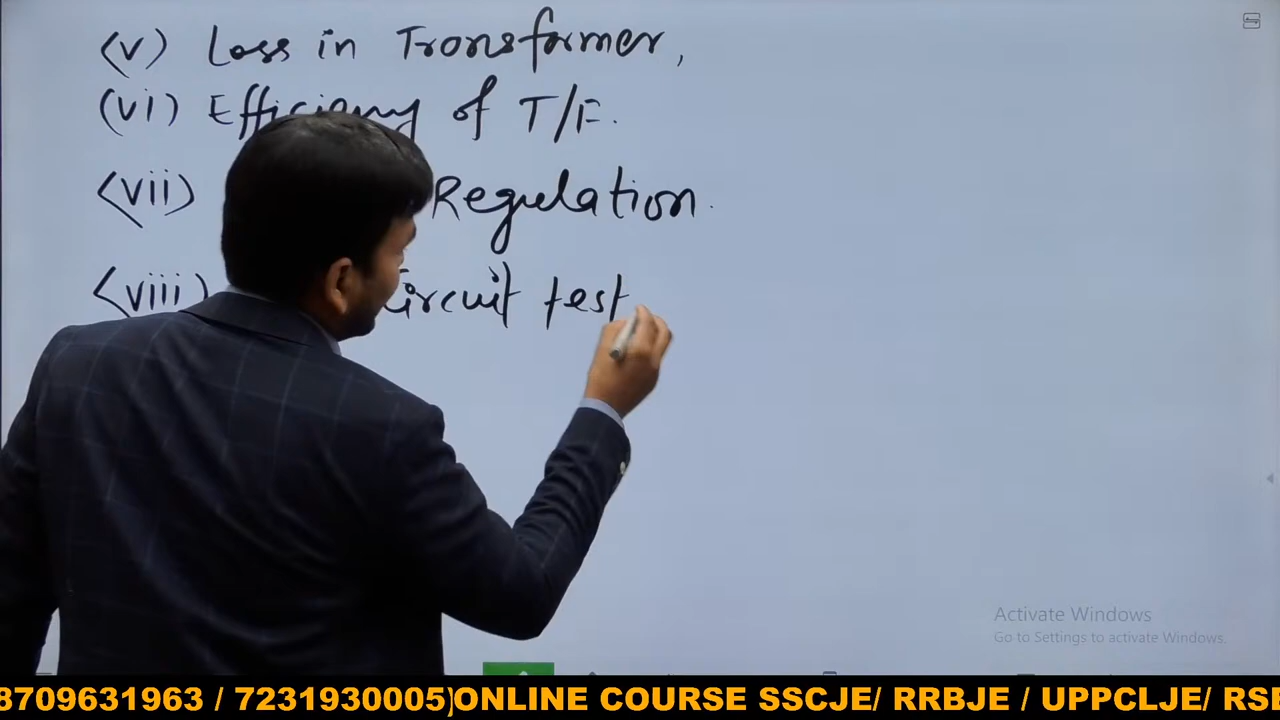 (v) Loss in Transformer,
(vi) Efficiency of T/F.
(vii) Regulation.
(viii) Circuit test
Activate Windows
Go to Settings to activate Windows.
8709631963 / 7231930005) ONLINE COURSE SSCJE/ RRBJE / UPPCLJE/ RSE